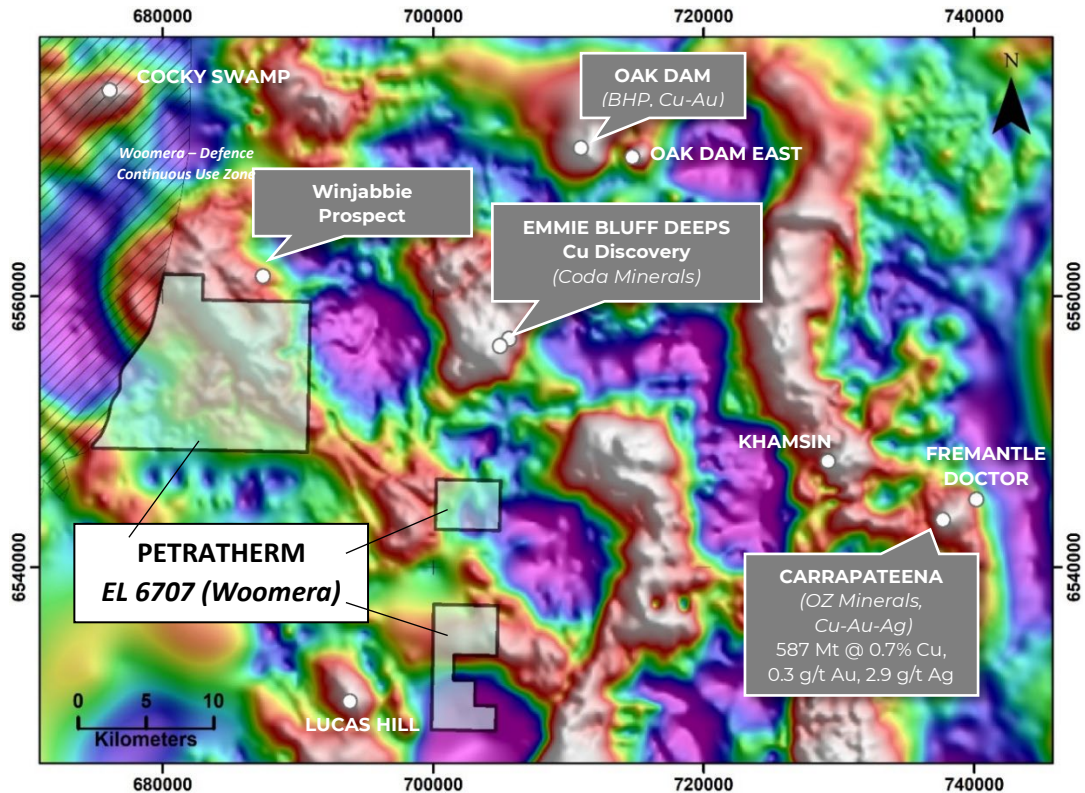 680000
700000
720000
740000
N
COCKY SWAMP
OAK DAM
(BHP, Cu-Au)
OAK DAM EAST
Woomera – Defence
Continuous Use Zone
Winjabbie
Prospect
EMMIE BLUFF DEEPS
Cu Discovery
(Coda Minerals)
6560000
6560000
KHAMSIN
FREMANTLE
DOCTOR
PETRATHERM
EL 6707 (Woomera)
6540000
6540000
CARRAPATEENA
(OZ Minerals,
Cu-Au-Ag)
587 Mt @ 0.7% Cu,
0.3 g/t Au, 2.9 g/t Ag
0 5 10
Kilometers
LUCAS HILL
680000
700000
720000
740000